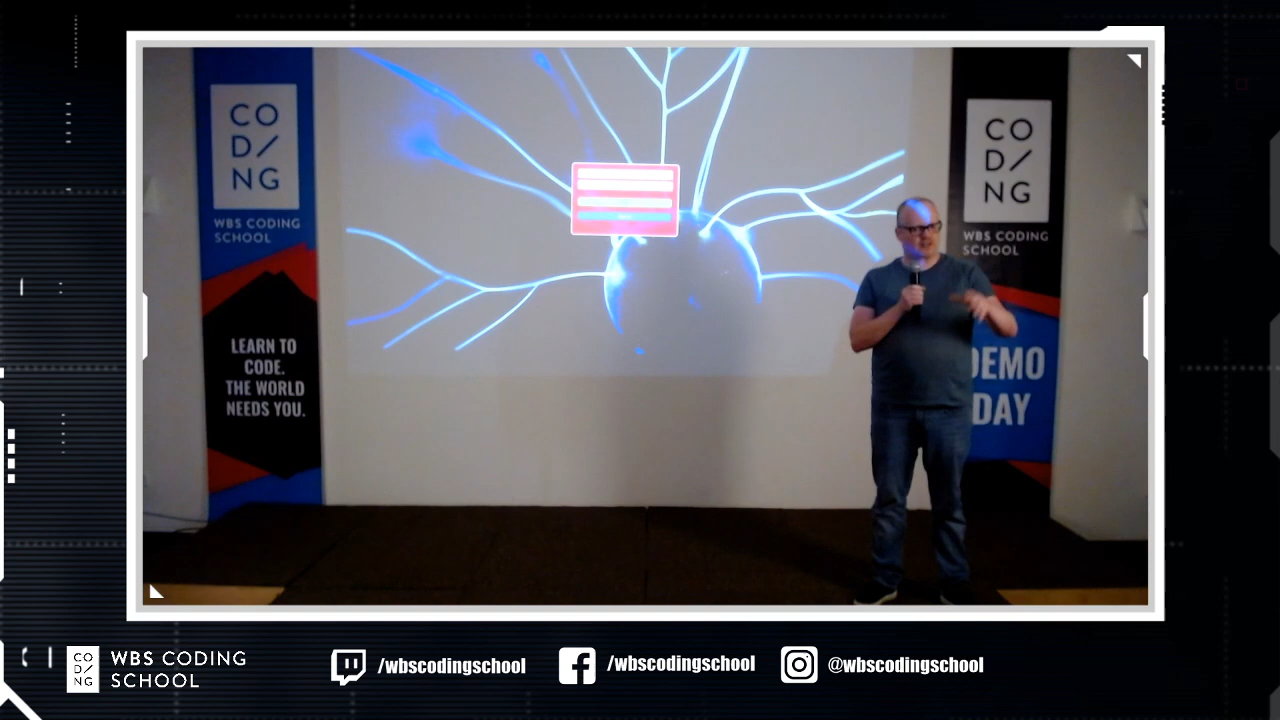 CO
D/
NG
WBS CODING
SCHOOL
LEARN TO
CODE.
THE WORLD
NEEDS YOU.
CO
D/
NG
WBS CODING
SCHOOL
DEMO
DAY
CO
D/
NG
WBS CODING
SCHOOL
/wbscodingschool
/wbscodingschool
@wbscodingschool